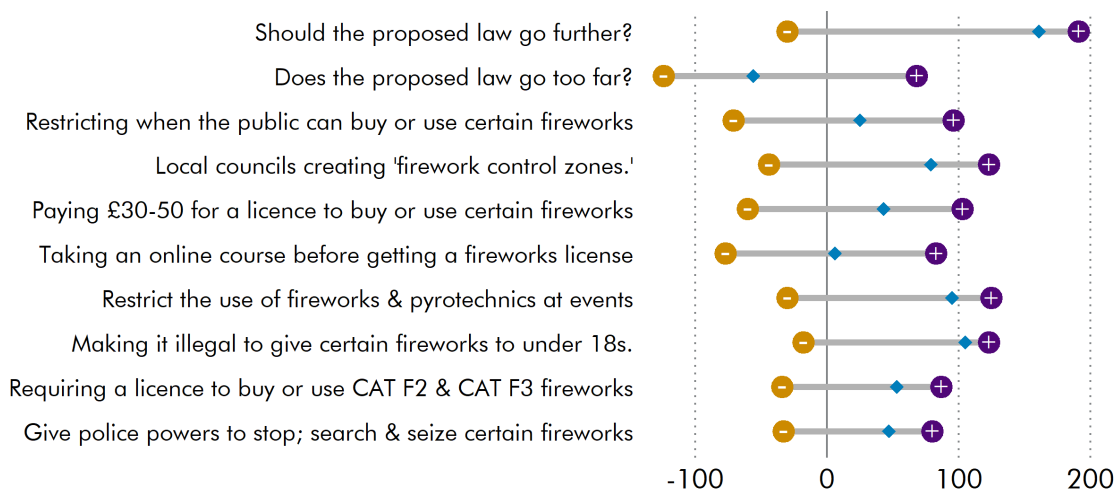 Should the proposed law go further?
Does the proposed law go too far?
Restricting when the public can buy or use certain fireworks
Local councils creating 'firework control zones.'
Paying £30-50 for a licence to buy or use certain fireworks
Taking an online course before getting a fireworks license
Restrict the use of fireworks & pyrotechnics at events
Making it illegal to give certain fireworks to under 18s.
Requiring a licence to buy or use CAT F2 & CAT F3 fireworks
Give police powers to stop; search & seize certain fireworks
-100 0 100 200